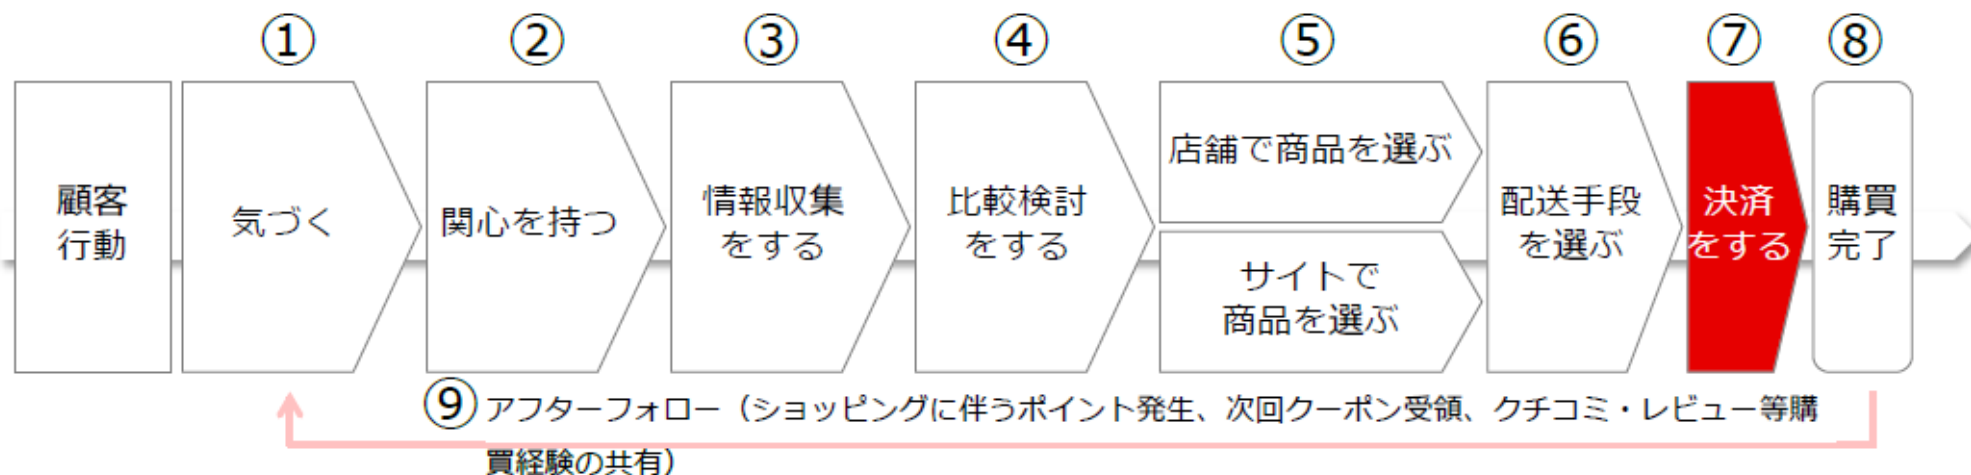 ①
②
③
④
⑤
⑥
⑦
⑧
顧客
行動
気づく
関心を持つ
情報収集
をする
比較検討
をする
店舗で商品を選ぶ
サイトで
商品を選ぶ
配送手段
を選ぶ
決済
をする
購買
完了
⑨アフターフォロー（ショッピングに伴うポイント発生、次回クーポン受領、クチコミ・レビュー等購
買経験の共有）